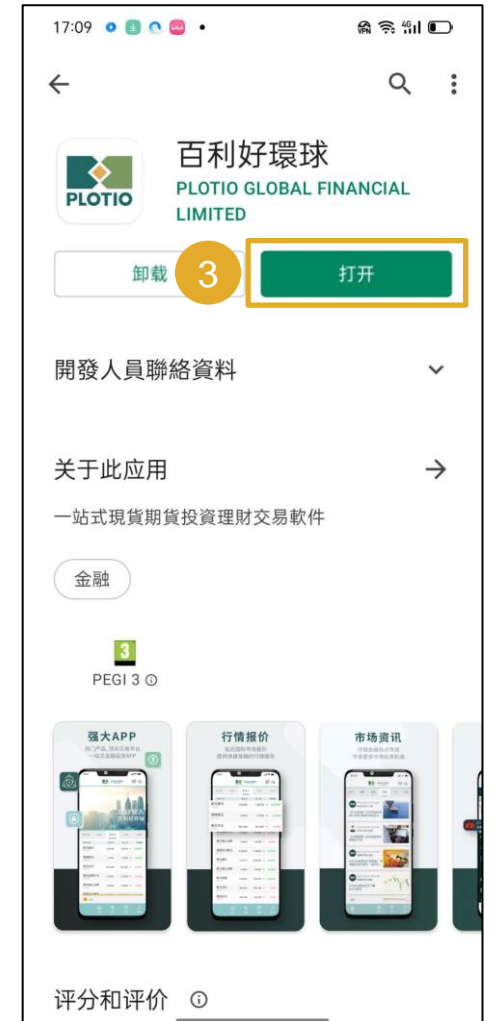 17:09
百利好環球
PLOTIO GLOBAL FINANCIAL
LIMITED
PLOTIO
卸载
3
打开
開發人員聯絡資料
关于此应用
一站式現貨期貨投資理財交易軟件
金融
3
PEGI 3
强大APP
行情报价
市场资讯
评分和评价